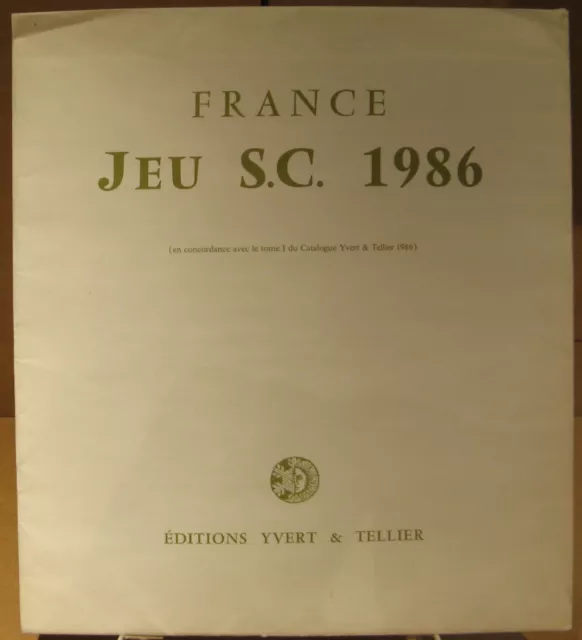 FRANCE
JEU S.C. 1986
(en concordance avec le tome I du Catalogue Yvert & Tellier 1986)
ÉDITIONS YVERT & TELLIER